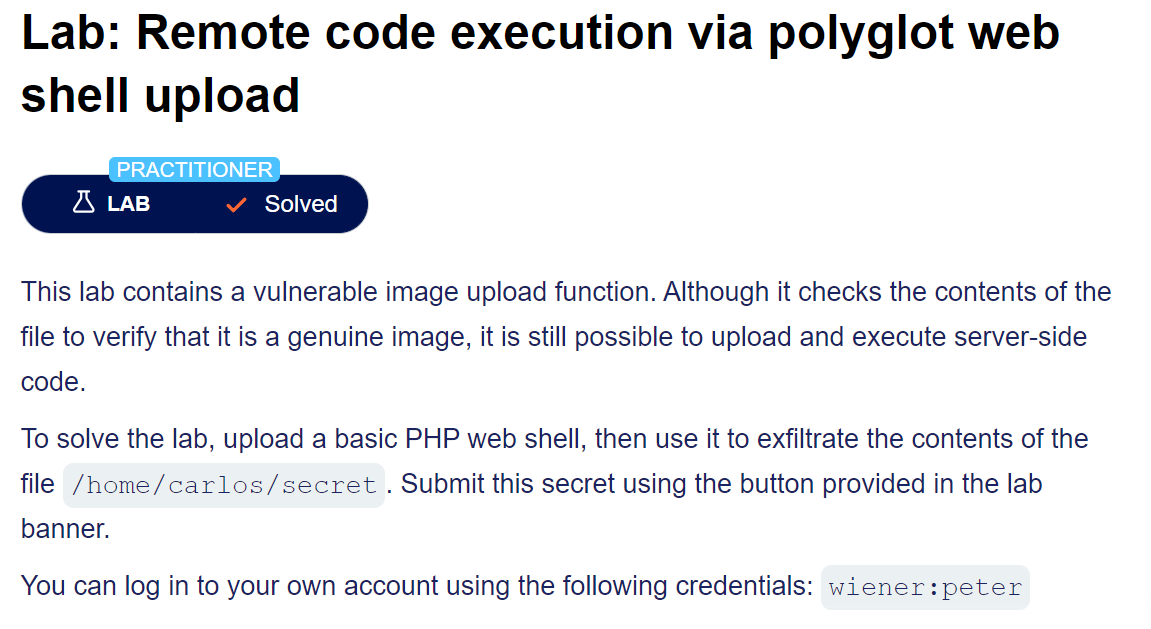 Lab: Remote code execution via polyglot web
shell upload
PRACTITIONER
LAB Solved
This lab contains a vulnerable image upload function. Although it checks the contents of the
file to verify that it is a genuine image, it is still possible to upload and execute server-side
code.
To solve the lab, upload a basic PHP web shell, then use it to exfiltrate the contents of the
file /home/carlos/secret. Submit this secret using the button provided in the lab
banner.
You can log in to your own account using the following credentials: wiener:peter